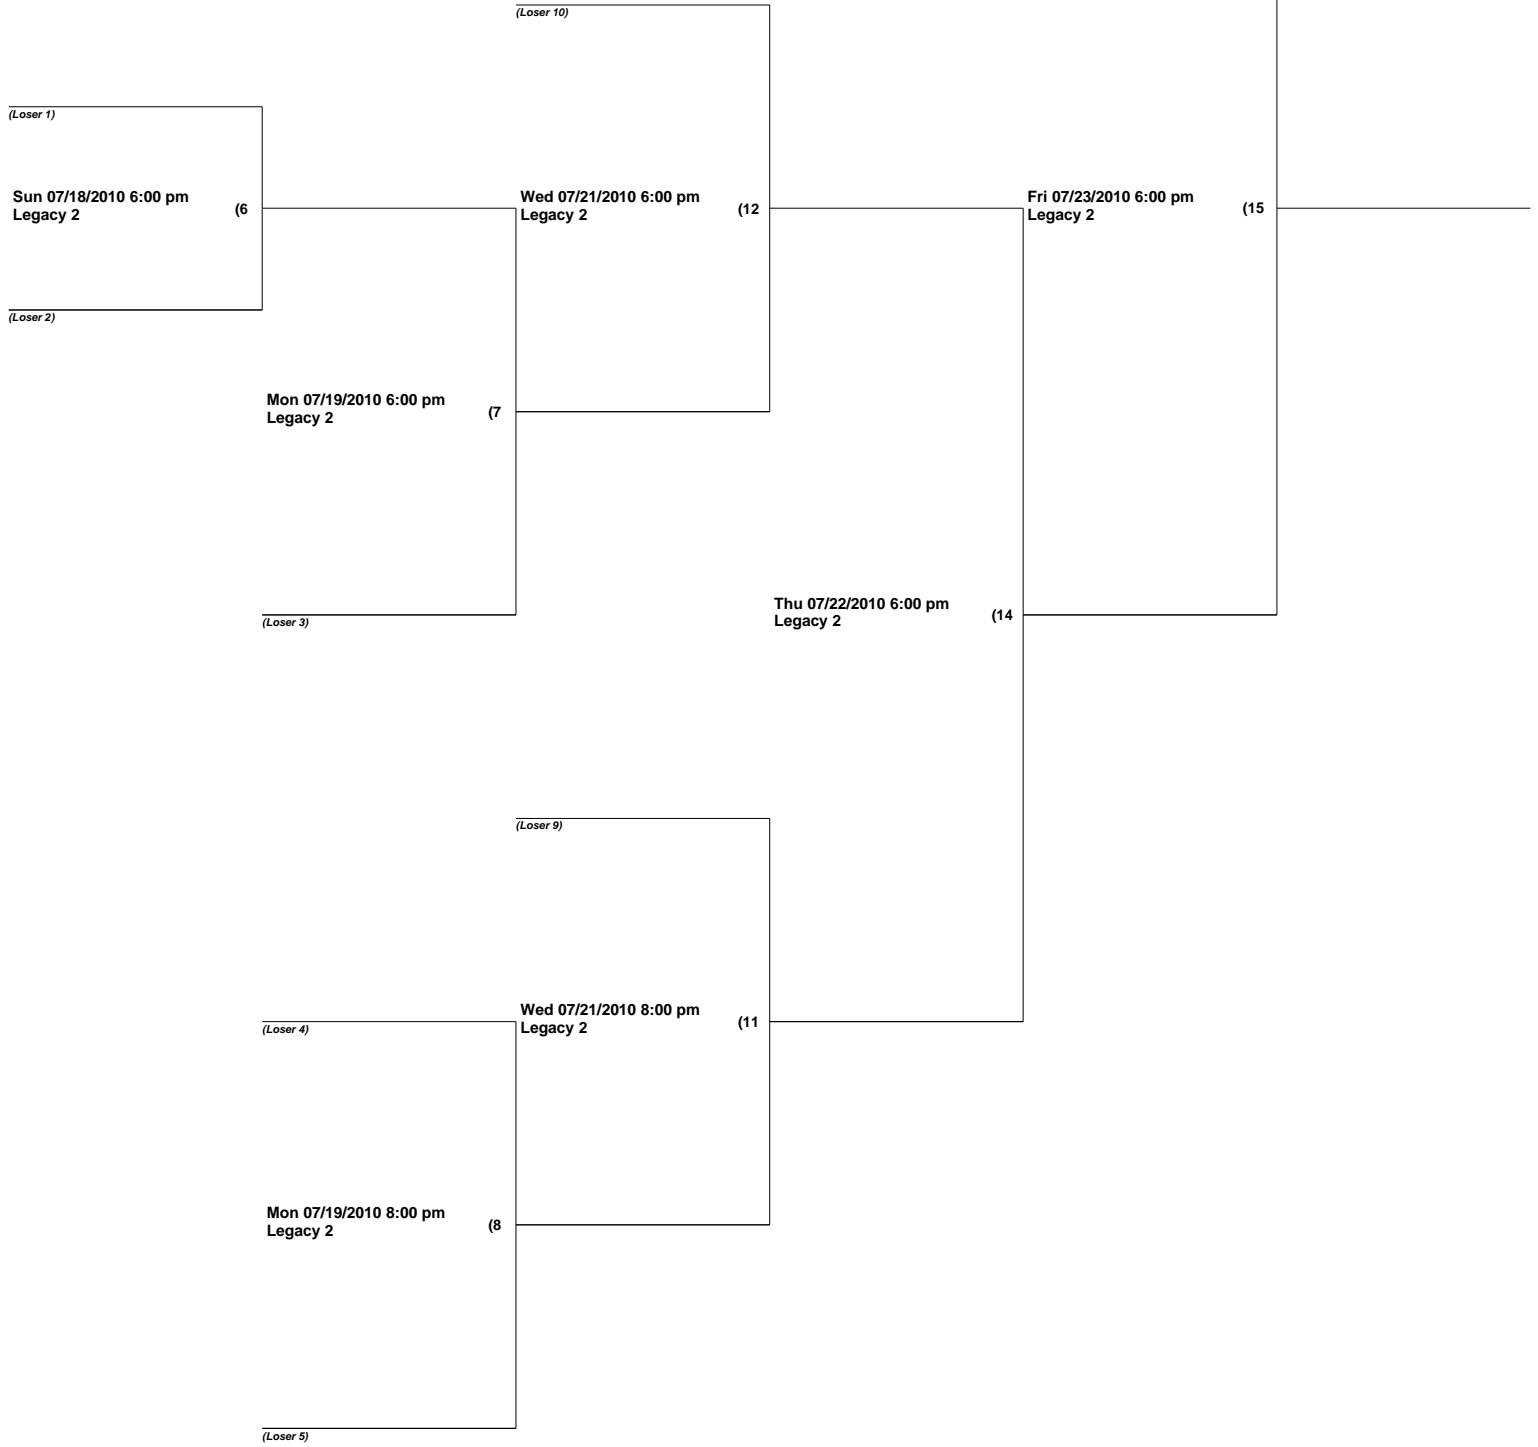 (Loser 10)
(Loser 1)
Sun 07/18/2010 6:00 pm
Legacy 2
(6
Wed 07/21/2010 6:00 pm
Legacy 2
(12
Fri 07/23/2010 6:00 pm
Legacy 2
(15
(Loser 2)
Mon 07/19/2010 6:00 pm
Legacy 2
(7
(Loser 3)
Thu 07/22/2010 6:00 pm
Legacy 2
(14
(Loser 9)
(Loser 4)
Wed 07/21/2010 8:00 pm
Legacy 2
(11
Mon 07/19/2010 8:00 pm
Legacy 2
(8
(Loser 5)